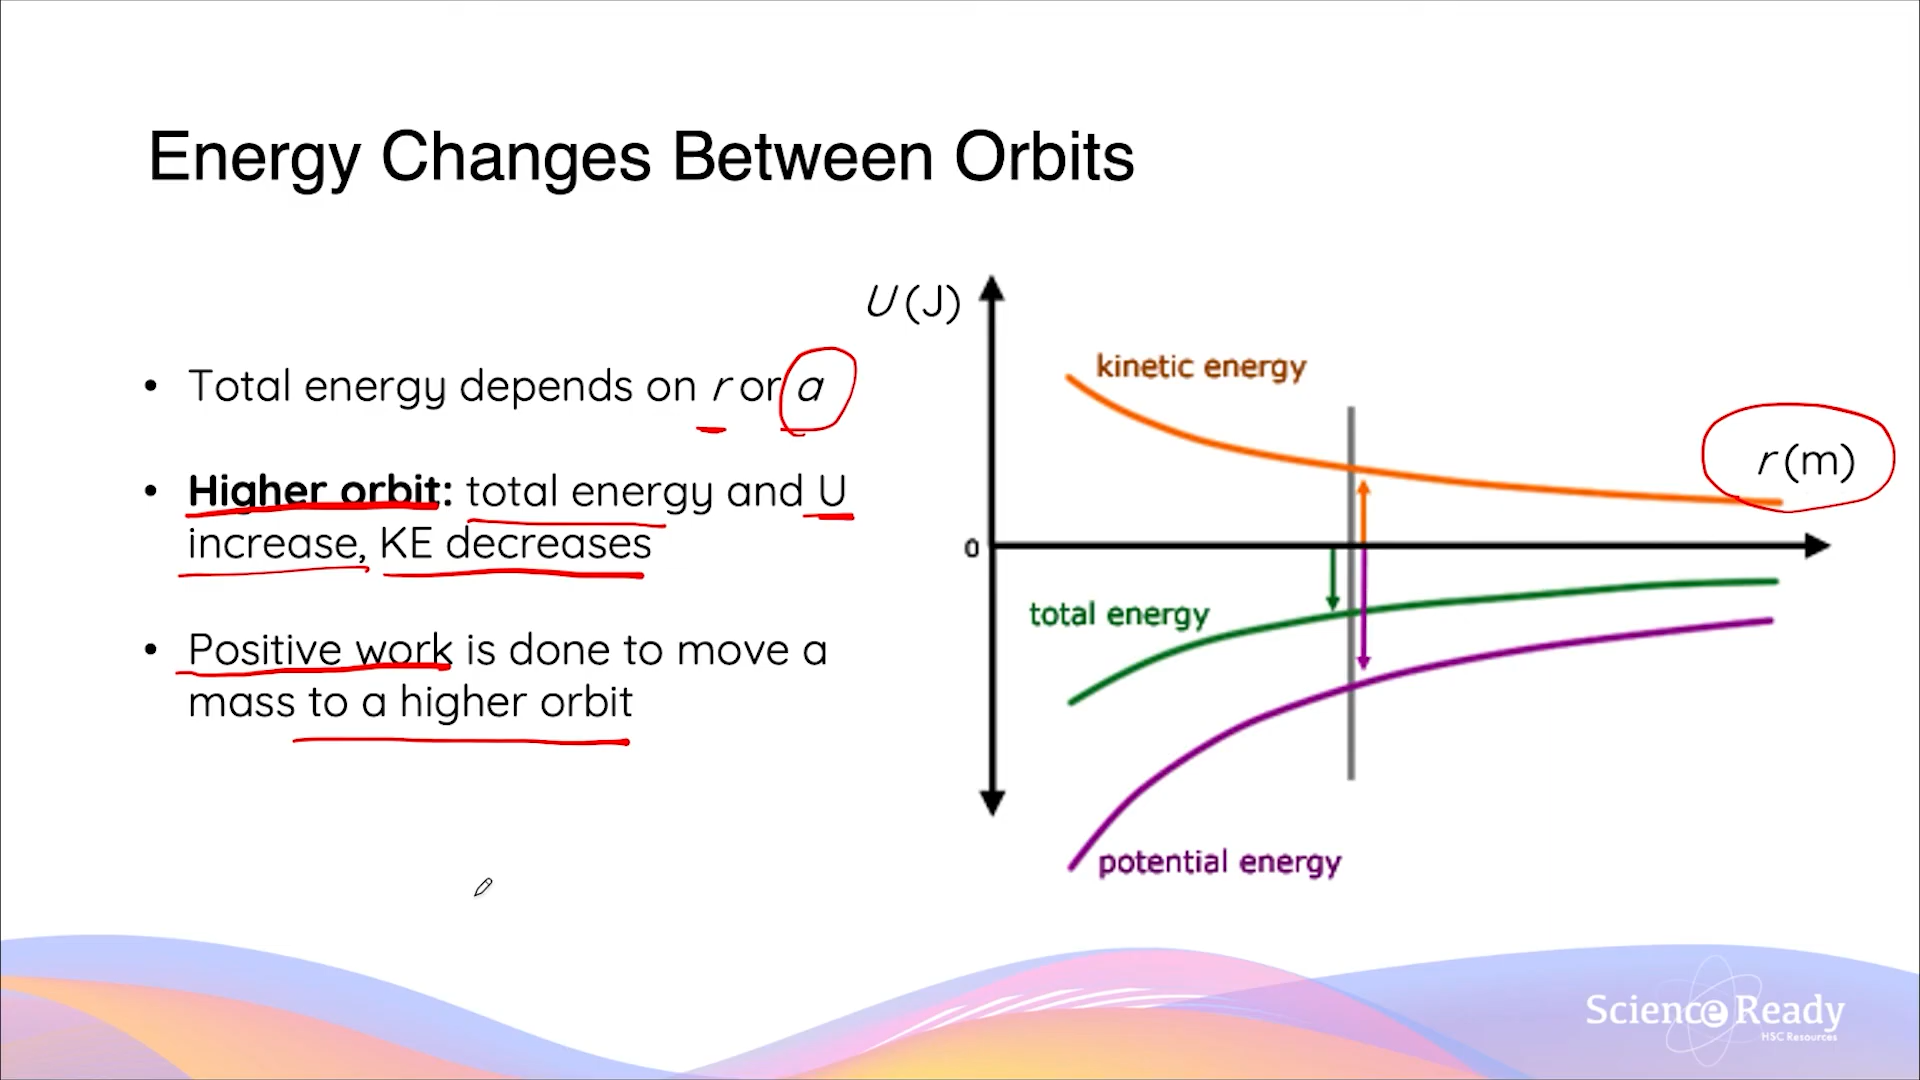 Energy Changes Between Orbits
• Total energy depends on r or a
• Higher orbit: total energy and U
increase, KE decreases
• Positive work is done to move a
mass to a higher orbit
U (J)
kinetic energy
r (m)
0
total energy
potential energy
Science Ready
HSC Resources